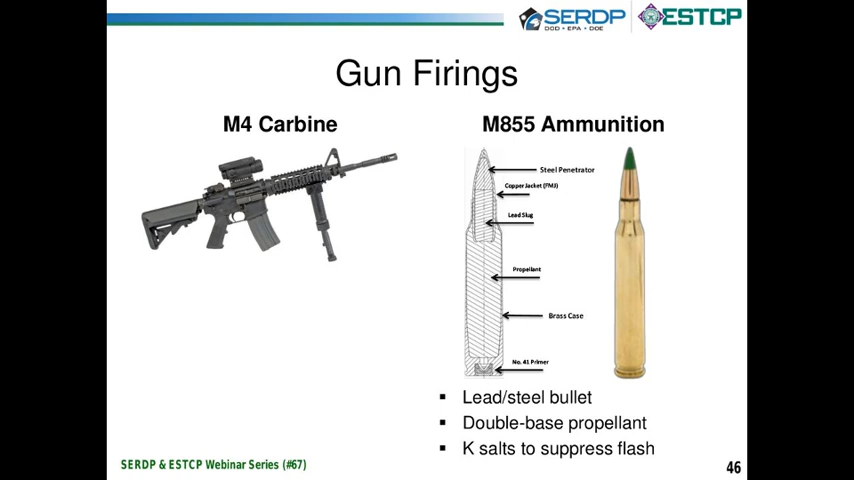 SERDP
DOD • EPA • DOE
ESTCP
Gun Firings
M4 Carbine
M855 Ammunition
Steel Penetrator
Copper Jacket (FMJ)
Lead Slug
Propellant
Brass Case
No. 41 Primer
▪ Lead/steel bullet
▪ Double-base propellant
▪ K salts to suppress flash
SERDP & ESTCP Webinar Series (#67)
46